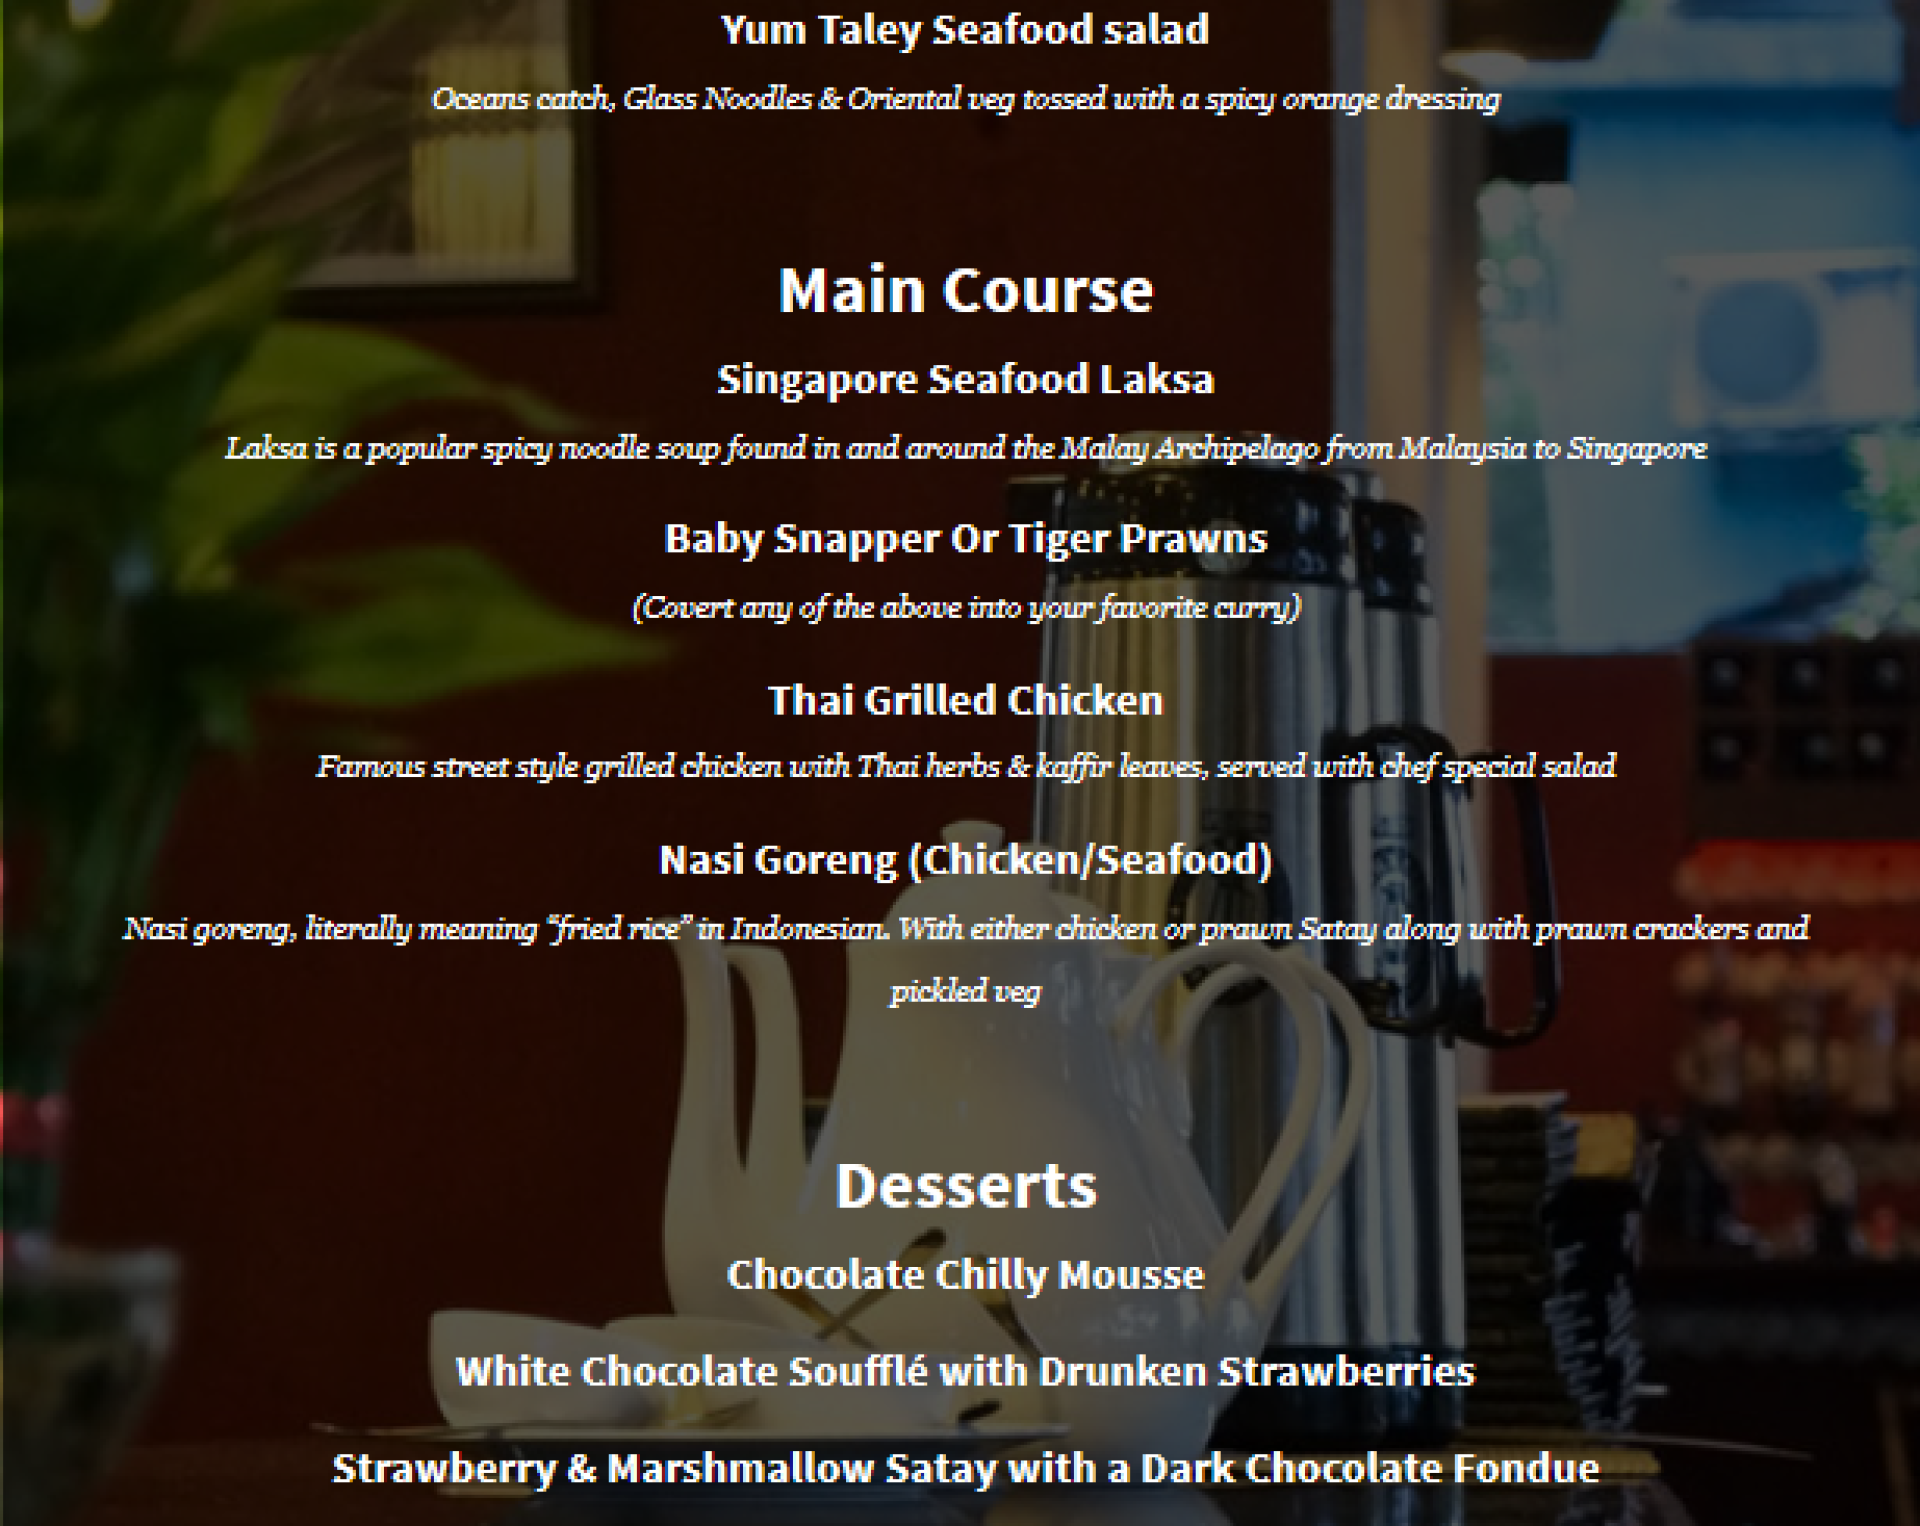 Yum Taley Seafood salad
Oceans catch, Glass Noodles & Oriental veg tossed with a spicy orange dressing
Main Course
Singapore Seafood Laksa
Laksa is a popular spicy noodle soup found in and around the Malay Archipelago from Malaysia to Singapore
Baby Snapper Or Tiger Prawns
(Covert any of the above into your favorite curry)
Thai Grilled Chicken
Famous street style grilled chicken with Thai herbs & kaffir leaves, served with chef special salad
Nasi Goreng (Chicken/Seafood)
Nasi goreng, literally meaning “fried rice” in Indonesian. With either chicken or prawn Satay along with prawn crackers and
pickled veg
Desserts
Chocolate Chilly Mousse
White Chocolate Soufflé with Drunken Strawberries
Strawberry & Marshmallow Satay with a Dark Chocolate Fondue